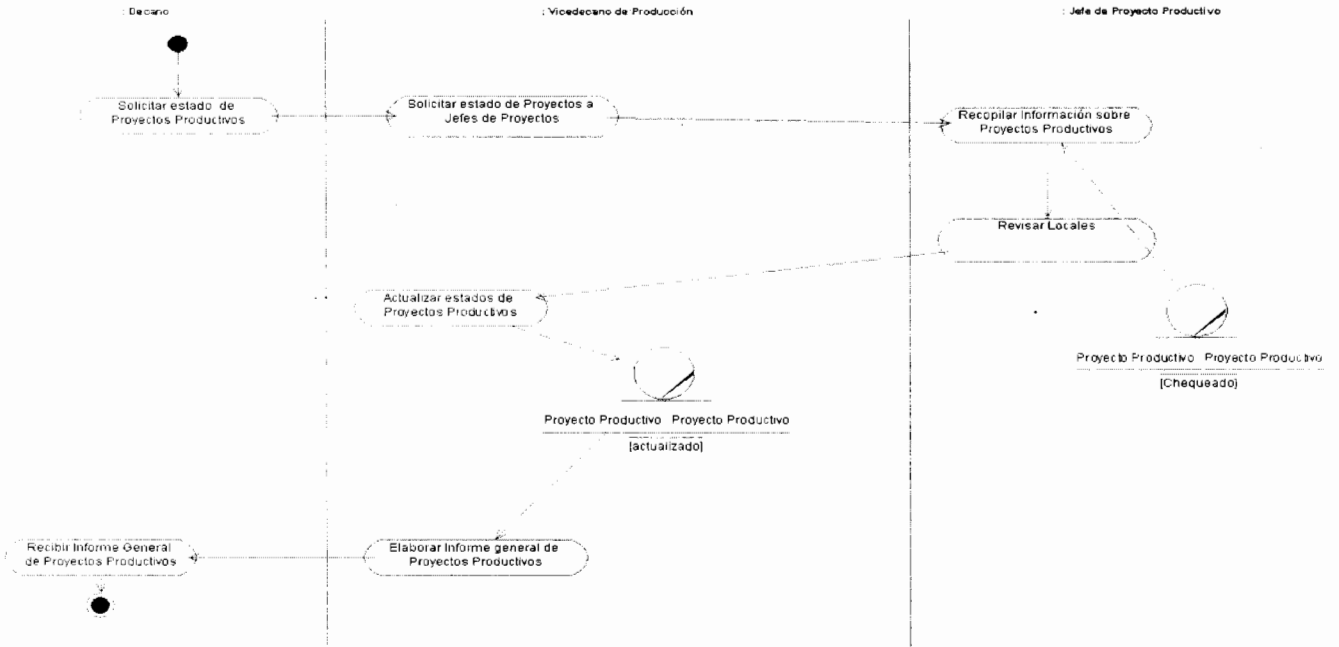 : Decano
: Vicedecano de Producción
: Jefe de Proyecto Productivo
Solicitar estado de
Proyectos Productivos
Solicitar estado de Proyectos a
Jefes de Proyectos
Recopilar Información sobre
Proyectos Productivos
Revisar Locales
Actualizar estados de
Proyectos Productivos
Proyecto Productivo Proyecto Productivo
[Chequeado]
Proyecto Productivo Proyecto Productivo
[actualizado]
Recibir Informe General
de Proyectos Productivos
Elaborar Informe general de
Proyectos Productivos